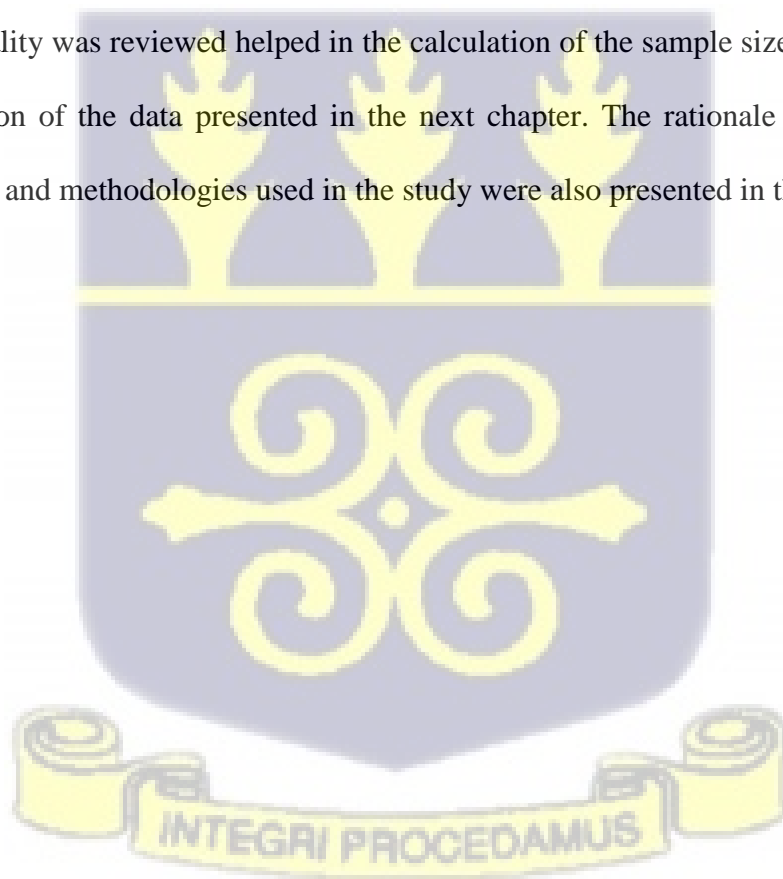 ality was reviewed helped in the calculation of the sample size
on of the data presented in the next chapter. The rationale
and methodologies used in the study were also presented in
INTEGRI PROCEDAMUS